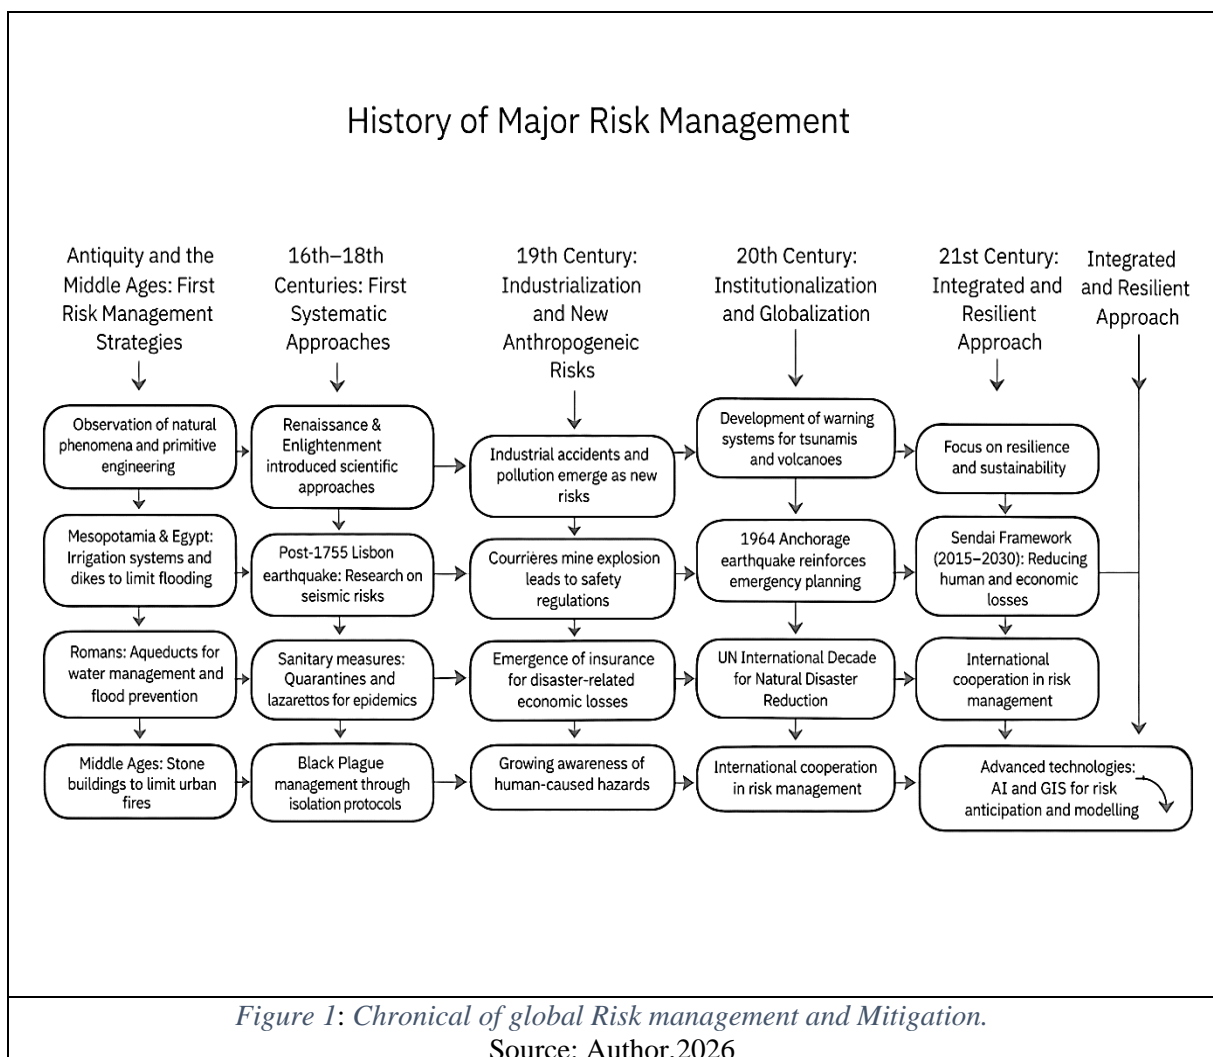 History of Major Risk Management
Antiquity and the
Middle Ages: First
Risk Management
Strategies
16th–18th
Centuries: First
Systematic
Approaches
19th Century:
Industrialization
and New
Anthropogeneic
Risks
20th Century:
Institutionalization
and Globalization
21st Century:
Integrated and
Resilient
Approach
Integrated
and Resilient
Approach
Observation of natural
phenomena and primitive
engineering
Renaissance &
Enlightenment
introduced scientific
approaches
Industrial accidents and
pollution emerge as new
risks
Development of warning
systems for tsunamis
and volcanoes
Focus on resilience
and sustainability
Mesopotamia & Egypt:
Irrigation systems and
dikes to limit flooding
Post-1755 Lisbon
earthquake: Research on
seismic risks
Courrières mine explosion
leads to safety
regulations
1964 Anchorage
earthquake reinforces
emergency planning
Sendai Framework
(2015–2030): Reducing
human and economic
losses
Romans: Aqueducts for
water management and
flood prevention
Sanitary measures:
Quarantines and
lazarettos for epidemics
Emergence of insurance
for disaster-related
economic losses
UN International Decade
for Natural Disaster
Reduction
International
cooperation in risk
management
Middle Ages: Stone
buildings to limit urban
fires
Black Plague
management through
isolation protocols
Growing awareness of
human-caused hazards
International cooperation
in risk management
Advanced technologies:
AI and GIS for risk
anticipation and modelling
Figure 1: Chronical of global Risk management and Mitigation.
Source: Author,2026